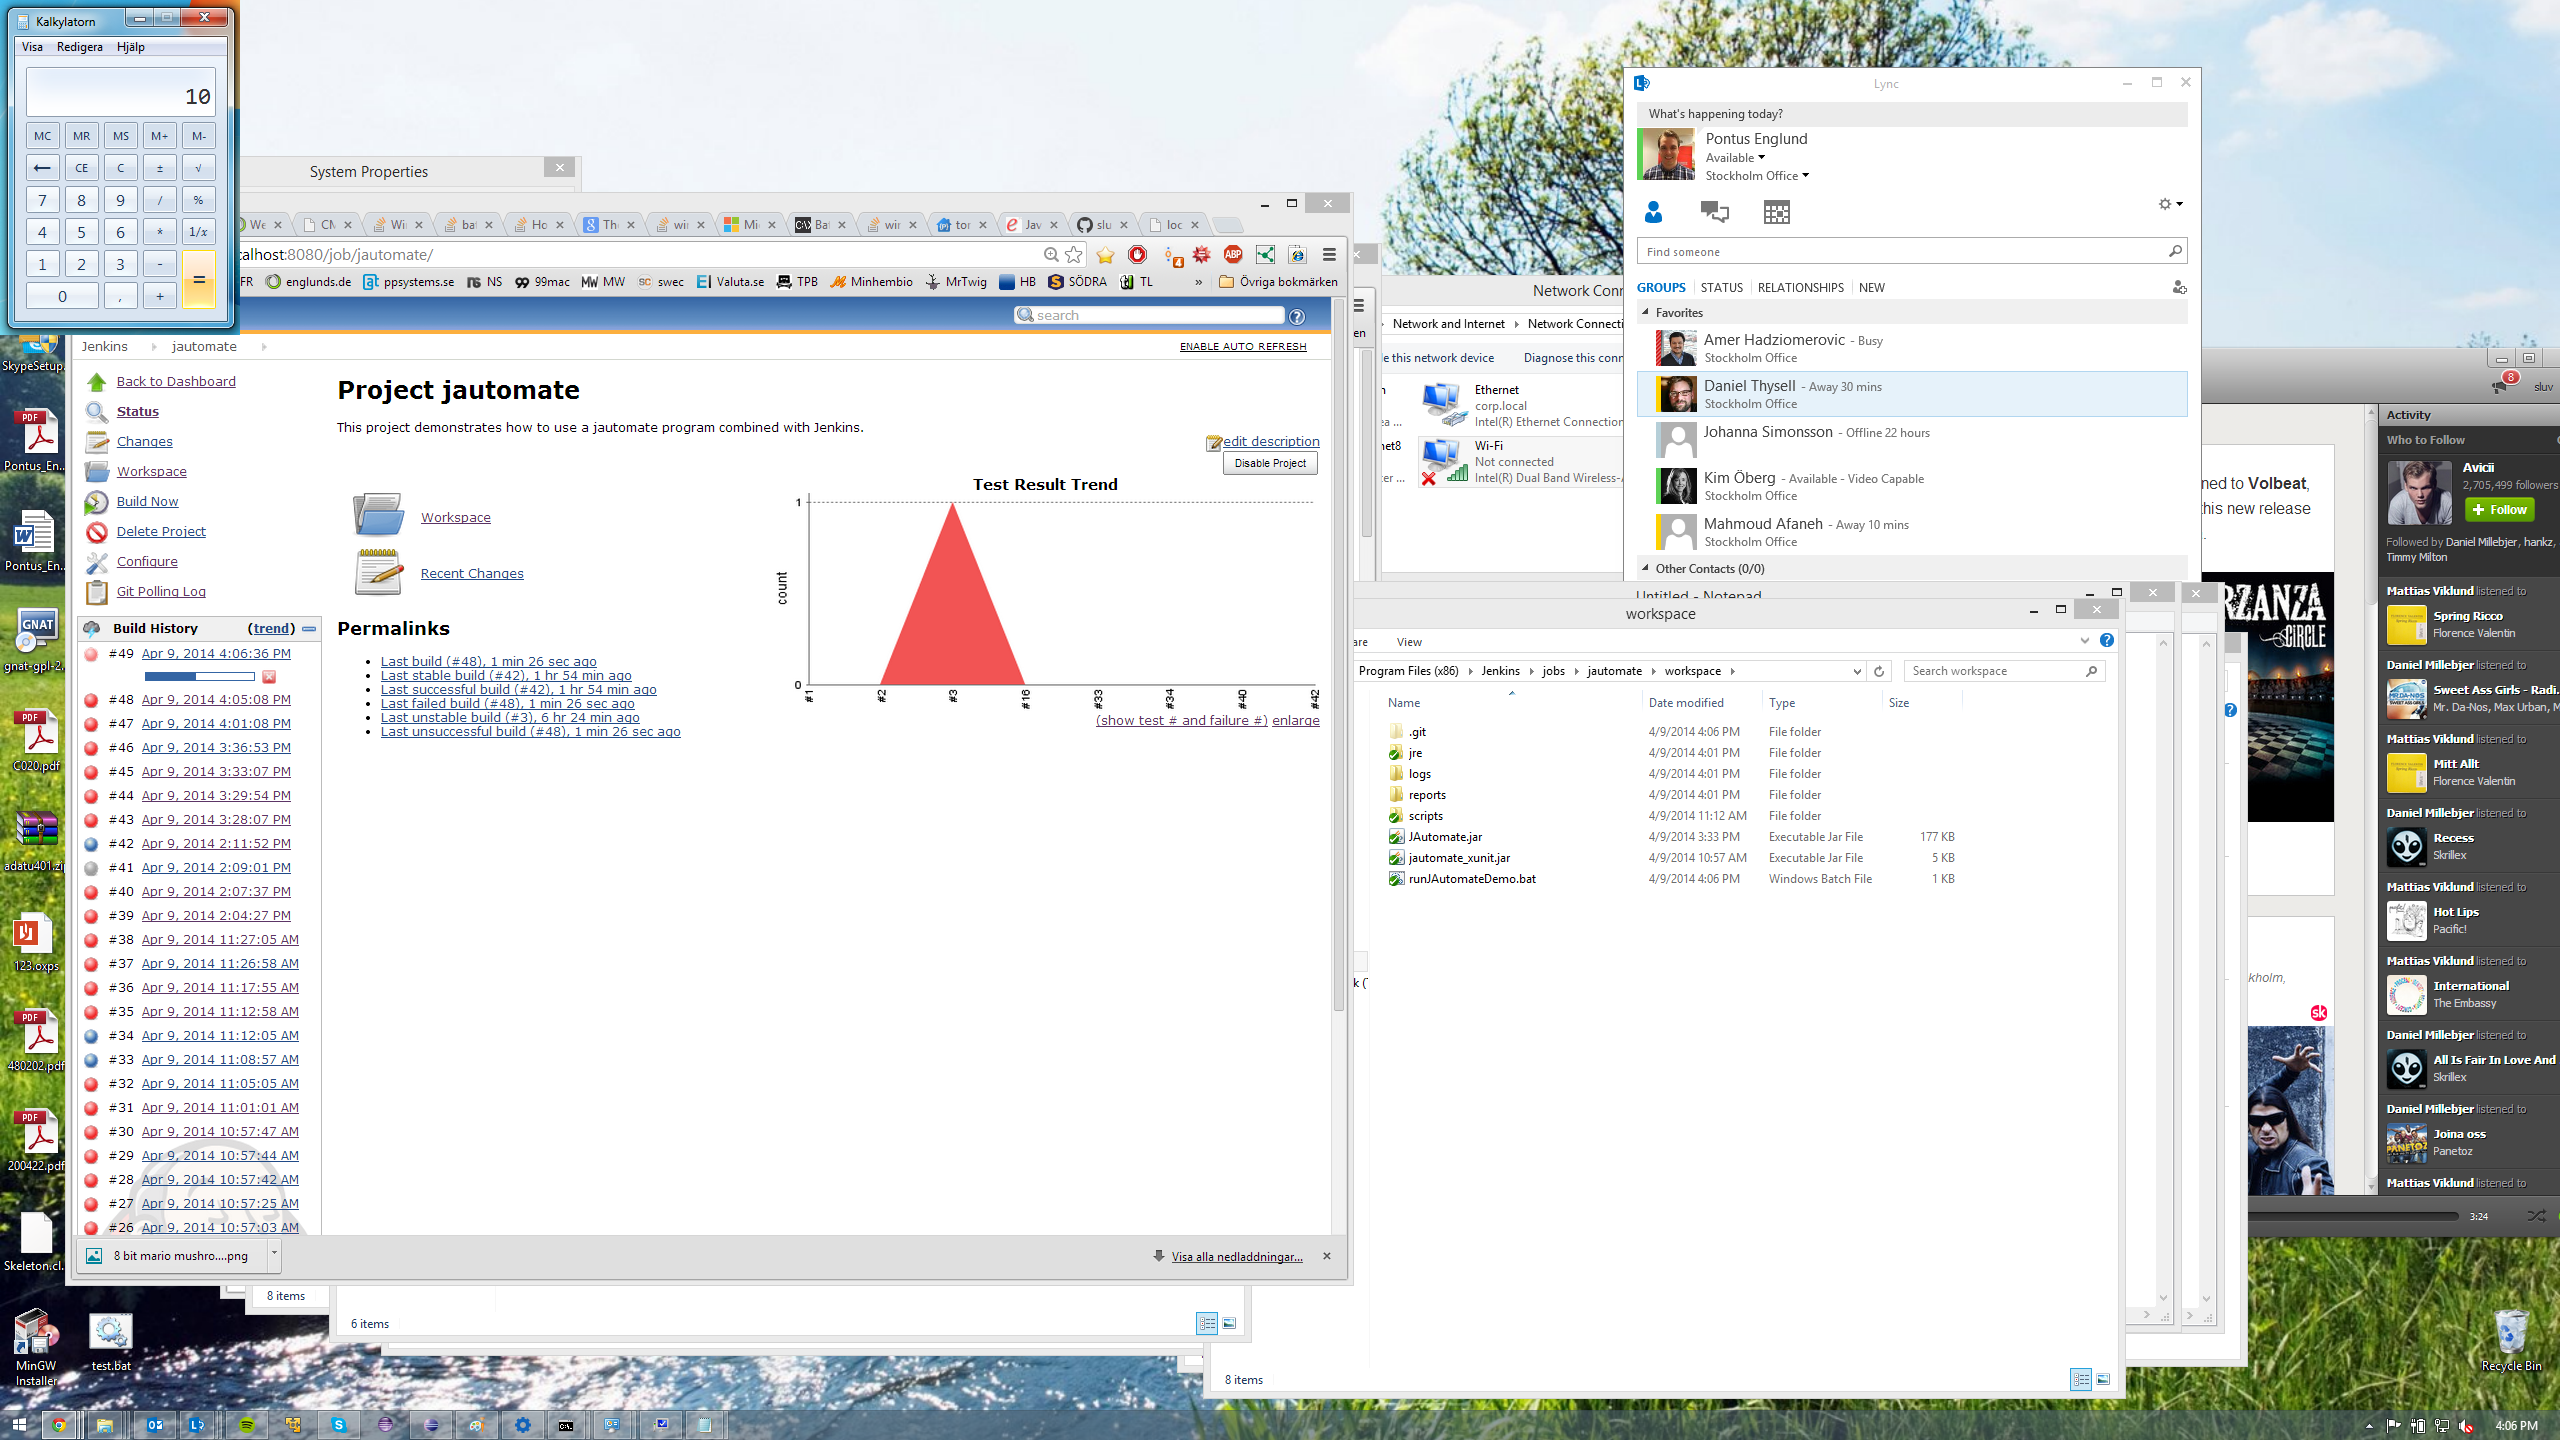 Kalkylatorn
Visa Redigera Hjälp
10
MC MR MS M+ M-
← CE C ± √
7 8 9 / %
4 5 6 * 1/x
1 2 3 - =
0 , +
System Properties
We CM Wi bat Ho Th wir Mic Bat wir tor Jav slu loc
calhost:8080/job/jautomate/
FR englunds.de ppsystems.se NS 99mac MW swec Valuta.se TPB Minhembio MrTwig HB SÖDRA TL » Övriga bokmärken
search
Jenkins jautomate
ENABLE AUTO REFRESH
Back to Dashboard
Status
Changes
Workspace
Build Now
Delete Project
Configure
Git Polling Log
Project jautomate
This project demonstrates how to use a jautomate program combined with Jenkins.
edit description
Disable Project
Workspace
Recent Changes
Test Result Trend
count
1
0
#1 #2 #3 #16 #33 #34 #40 #42
(show test # and failure #) enlarge
Permalinks
Last build (#48), 1 min 26 sec ago
Last stable build (#42), 1 hr 54 min ago
Last successful build (#42), 1 hr 54 min ago
Last failed build (#48), 1 min 26 sec ago
Last unstable build (#3), 6 hr 24 min ago
Last unsuccessful build (#48), 1 min 26 sec ago
Build History (trend)
#49 Apr 9, 2014 4:06:36 PM
#48 Apr 9, 2014 4:05:08 PM
#47 Apr 9, 2014 4:01:08 PM
#46 Apr 9, 2014 3:36:53 PM
#45 Apr 9, 2014 3:33:07 PM
#44 Apr 9, 2014 3:29:54 PM
#43 Apr 9, 2014 3:28:07 PM
#42 Apr 9, 2014 2:11:52 PM
#41 Apr 9, 2014 2:09:01 PM
#40 Apr 9, 2014 2:07:37 PM
#39 Apr 9, 2014 2:04:27 PM
#38 Apr 9, 2014 11:27:05 AM
#37 Apr 9, 2014 11:26:58 AM
#36 Apr 9, 2014 11:17:55 AM
#35 Apr 9, 2014 11:12:58 AM
#34 Apr 9, 2014 11:12:05 AM
#33 Apr 9, 2014 11:08:57 AM
#32 Apr 9, 2014 11:05:05 AM
#31 Apr 9, 2014 11:01:01 AM
#30 Apr 9, 2014 10:57:47 AM
#29 Apr 9, 2014 10:57:44 AM
#28 Apr 9, 2014 10:57:42 AM
#27 Apr 9, 2014 10:57:25 AM
#26 Apr 9, 2014 10:57:03 AM
8 bit mario mushro....png
Visa alla nedladdningar...
8 items
6 items
SkypeSetup.
Pontus_En
Pontus_En
GNAT
gnat-gpl-2.
C020.pdf
adatu401.zip
123.oxps
480202.pdf
200422.pdf
Skeleton.cl.
MinGW
Installer
test.bat
Network Conn
Network and Internet Network Connecti
le this network device Diagnose this conn
Ethernet
corp.local
Intel(R) Ethernet Connection
Wi-Fi
Not connected
Intel(R) Dual Band Wireless-A
Lync
What's happening today?
Pontus Englund
Available
Stockholm Office
Find someone
GROUPS STATUS RELATIONSHIPS NEW
Favorites
Amer Hadziomerovic - Busy
Stockholm Office
Daniel Thysell - Away 30 mins
Stockholm Office
Johanna Simonsson - Offline 22 hours
Kim Öberg - Available - Video Capable
Stockholm Office
Mahmoud Afaneh - Away 10 mins
Stockholm Office
Other Contacts (0/0)
Untitled - Notepad
workspace
are View
Program Files (x86) Jenkins jobs jautomate workspace
Search workspace
Name Date modified Type Size
.git 4/9/2014 4:06 PM File folder
jre 4/9/2014 4:01 PM File folder
logs 4/9/2014 4:01 PM File folder
reports 4/9/2014 4:01 PM File folder
scripts 4/9/2014 11:12 AM File folder
JAutomate.jar 4/9/2014 3:33 PM Executable Jar File 177 KB
jautomate_xunit.jar 4/9/2014 10:57 AM Executable Jar File 5 KB
runJAutomateDemo.bat 4/9/2014 4:06 PM Windows Batch File 1 KB
8 items
8
sluv
ned to Volbeat,
his new release
RZANZA
CIRCLE
kholm,
sk
Activity
Who to Follow
Avicii
2,705,499 followers
Follow
Followed by Daniel Millebjer, hankz,
Timmy Milton
Mattias Viklund listened to
Spring Ricco
Florence Valentin
Daniel Millebjer listened to
Sweet Ass Girls - Radi.
Mr. Da-Nos, Max Urban, M
Mattias Viklund listened to
Mitt Allt
Florence Valentin
Daniel Millebjer listened to
Recess
Skrillex
Mattias Viklund listened to
Hot Lips
Pacific!
Mattias Viklund listened to
International
The Embassy
Daniel Millebjer listened to
All Is Fair In Love And
Skrillex
Daniel Millebjer listened to
Joina oss
Panetoz
Mattias Viklund listened to
3:24
Recycle Bin
4:06 PM